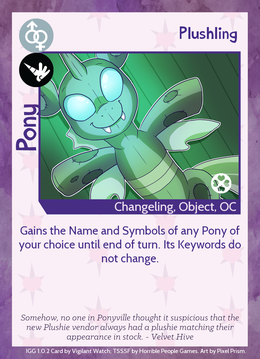 Plushling
Pony
Changeling, Object, OC
Gains the Name and Symbols of any Pony of
your choice until end of turn. Its Keywords do
not change.
Somehow, no one in Ponyville thought it suspicious that the
new Plushie vendor always had a plushie matching their
appearance in stock. - Velvet Hive
IGG 1.0.2 Card by Vigilant Watch, TSSSF by Horrible People Games. Art by Pixel Prism.